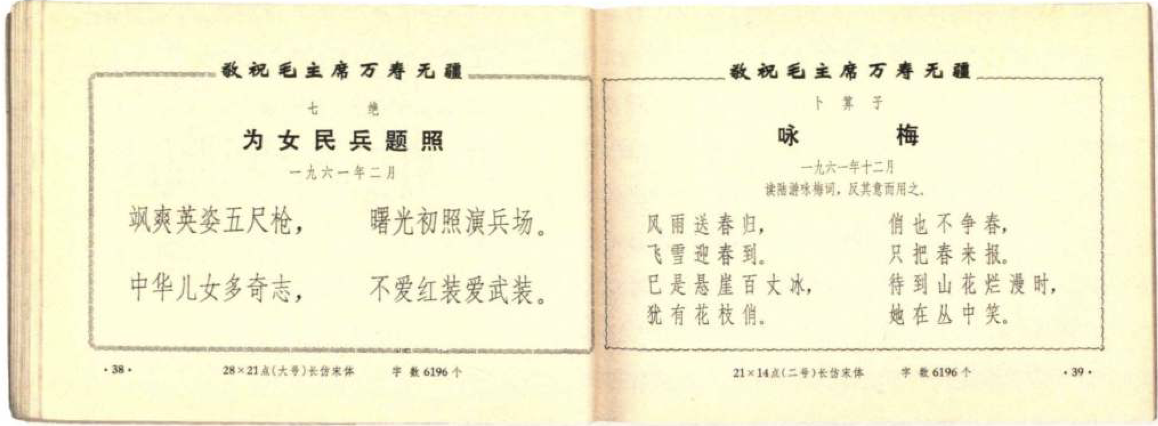 敬祝毛主席万寿无疆
七 绝
为女民兵题照
一九六一年二月
飒爽英姿五尺枪， 曙光初照演兵场。
中华儿女多奇志， 不爱红装爱武装。
·38· 28×21点(大号)长仿宋体 字数6196个
敬祝毛主席万寿无疆
卜算子
咏 梅
一九六一年十二月
读陆游咏梅词，反其意而用之。
风雨送春归， 俏也不争春，
飞雪迎春到。 只把春来报。
已是悬崖百丈冰， 待到山花烂漫时，
犹有花枝俏。 她在丛中笑。
21×14点(二号)长仿宋体 字数6196个 ·39·